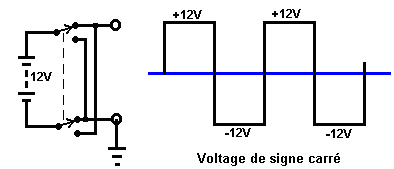 +12V +12V
12V
-12V -12V
Voltage de signe carré